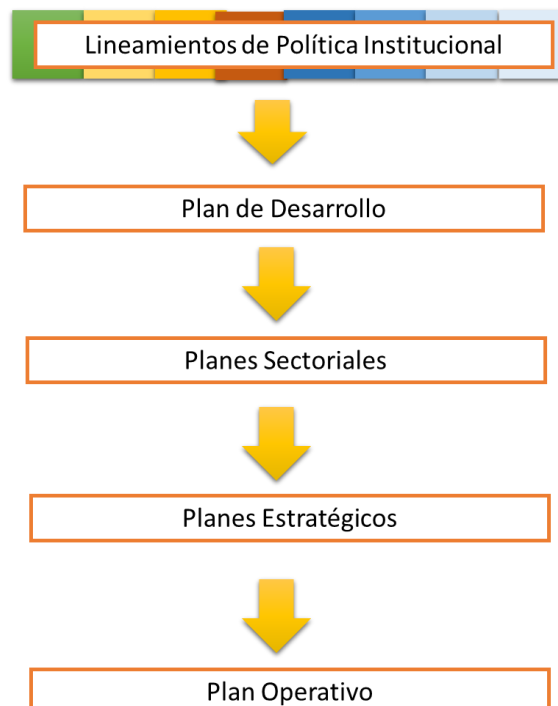 Lineamientos de Política Institucional
Plan de Desarrollo
Planes Sectoriales
Planes Estratégicos
Plan Operativo